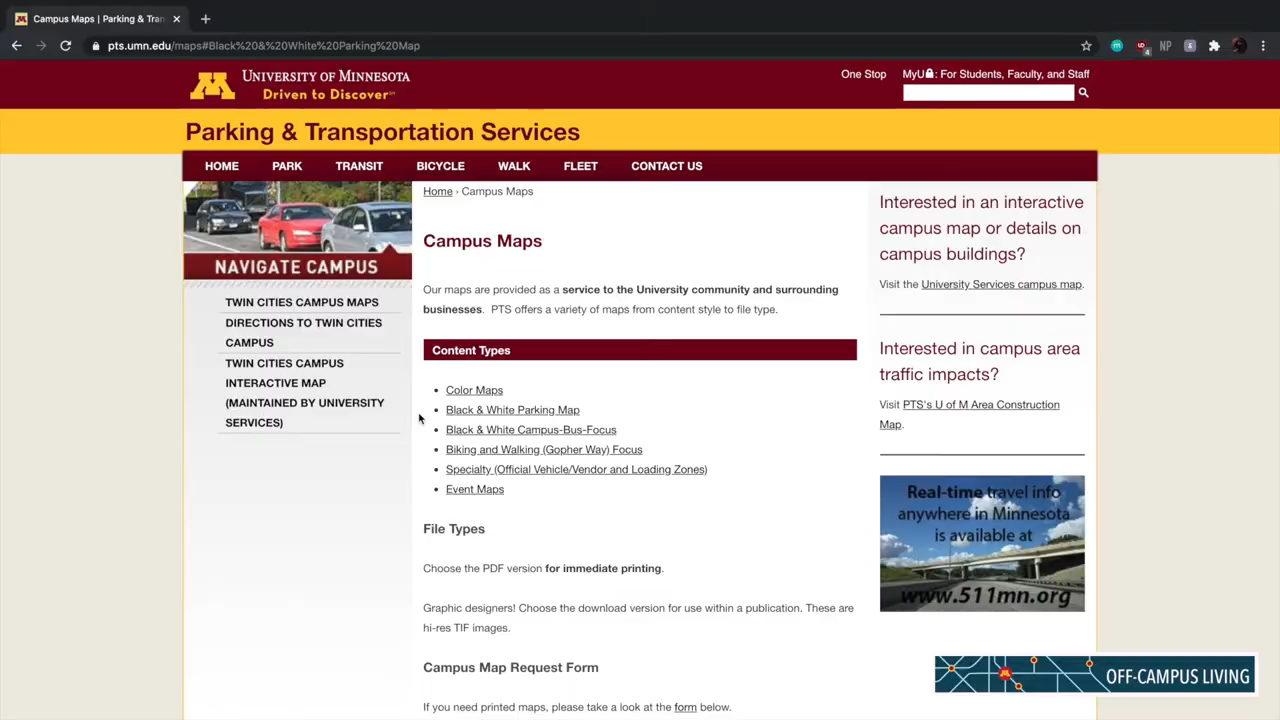 Campus Maps | Parking & Tran
pts.umn.edu/maps#Black%20&%20White%20Parking%20Map
4
NP
UNIVERSITY OF MINNESOTA
Driven to Discover℠
One Stop
MyU: For Students, Faculty, and Staff
Parking & Transportation Services
HOME
PARK
TRANSIT
BICYCLE
WALK
FLEET
CONTACT US
NAVIGATE CAMPUS
TWIN CITIES CAMPUS MAPS
DIRECTIONS TO TWIN CITIES
CAMPUS
TWIN CITIES CAMPUS
INTERACTIVE MAP
(MAINTAINED BY UNIVERSITY
SERVICES)
Home › Campus Maps
Campus Maps
Our maps are provided as a service to the University community and surrounding
businesses. PTS offers a variety of maps from content style to file type.
Content Types
• Color Maps
• Black & White Parking Map
• Black & White Campus-Bus-Focus
• Biking and Walking (Gopher Way) Focus
• Specialty (Official Vehicle/Vendor and Loading Zones)
• Event Maps
File Types
Choose the PDF version for immediate printing.
Graphic designers! Choose the download version for use within a publication. These are
hi-res TIF images.
Campus Map Request Form
If you need printed maps, please take a look at the form below.
Interested in an interactive
campus map or details on
campus buildings?
Visit the University Services campus map.
Interested in campus area
traffic impacts?
Visit PTS's U of M Area Construction
Map.
Real-time travel info
anywhere in Minnesota
is available at
www.511mn.org
OFF-CAMPUS LIVING